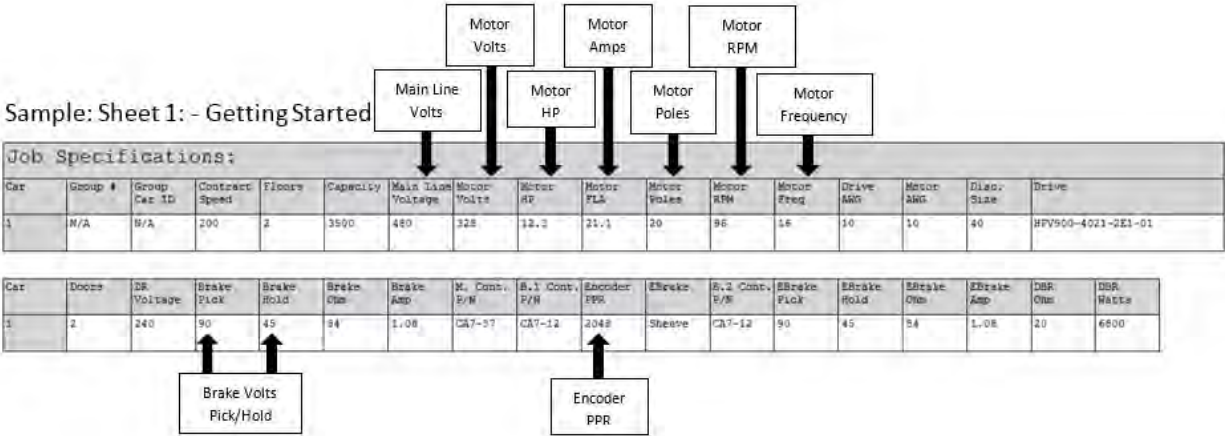 Motor Volts
Motor Amps
Motor RPM
Main Line Volts
Motor HP
Motor Poles
Motor Frequency
Sample: Sheet 1: - Getting Started
Job Specifications:
Car Group # Group Car ID Contract Speed Floors Capacity Main Line Voltage Motor Volts Motor HP Motor FLA Motor Poles Motor RPM Motor Freq Drive AWG Motor AWG Disc. Size Drive
1 N/A N/A 200 2 3500 480 328 12.2 21.1 20 96 16 10 10 40 HPV900-4021-2E1-01
Car Doors DR Voltage Brake Pick Brake Hold Brake Ohm Brake Amp M. Cont. P/N B.1 Cont. P/N Encoder PPR EBrake B.2 Cont. P/N EBrake Pick EBrake Hold EBrake Ohm EBrake Amp DBR Ohm DBR Watts
1 2 240 90 45 84 1.08 CA7-37 CA7-12 2048 Sheave CA7-12 90 45 84 1.08 20 6800
Brake Volts Pick/Hold
Encoder PPR